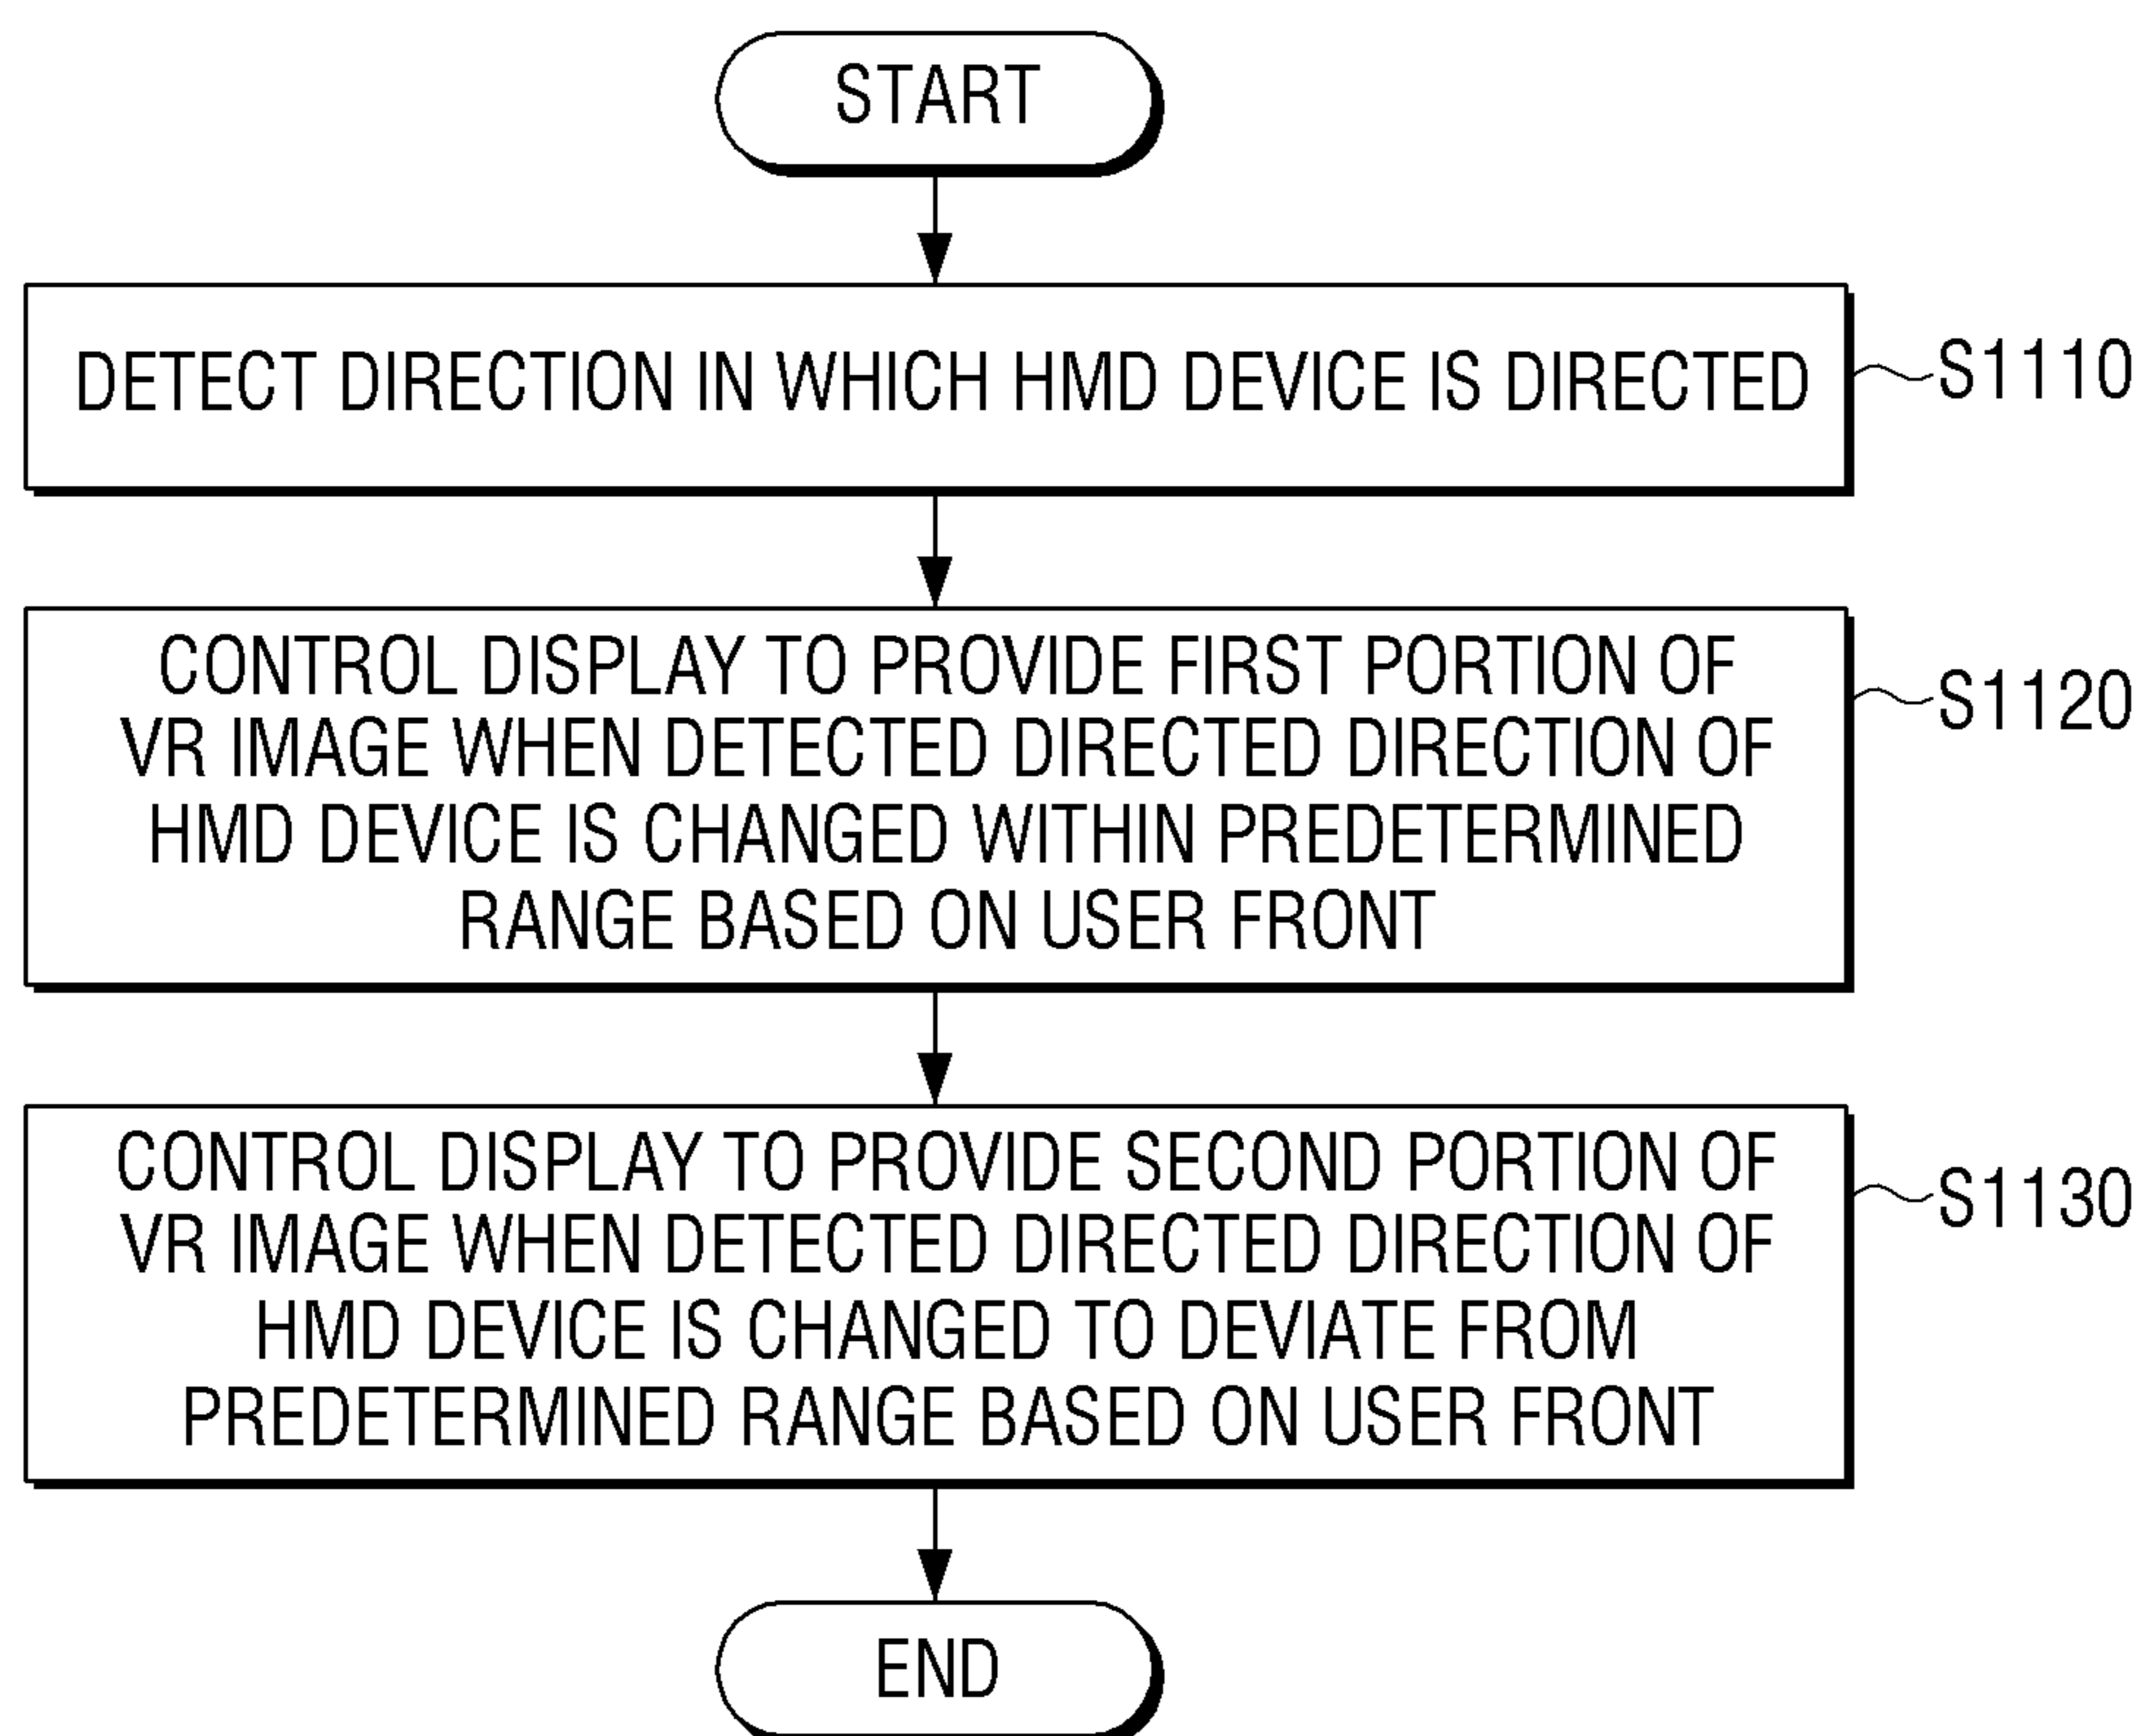 START
DETECT DIRECTION IN WHICH HMD DEVICE IS DIRECTED
S1110
CONTROL DISPLAY TO PROVIDE FIRST PORTION OF
VR IMAGE WHEN DETECTED DIRECTED DIRECTION OF
HMD DEVICE IS CHANGED WITHIN PREDETERMINED
RANGE BASED ON USER FRONT
S1120
CONTROL DISPLAY TO PROVIDE SECOND PORTION OF
VR IMAGE WHEN DETECTED DIRECTED DIRECTION OF
HMD DEVICE IS CHANGED TO DEVIATE FROM
PREDETERMINED RANGE BASED ON USER FRONT
S1130
END